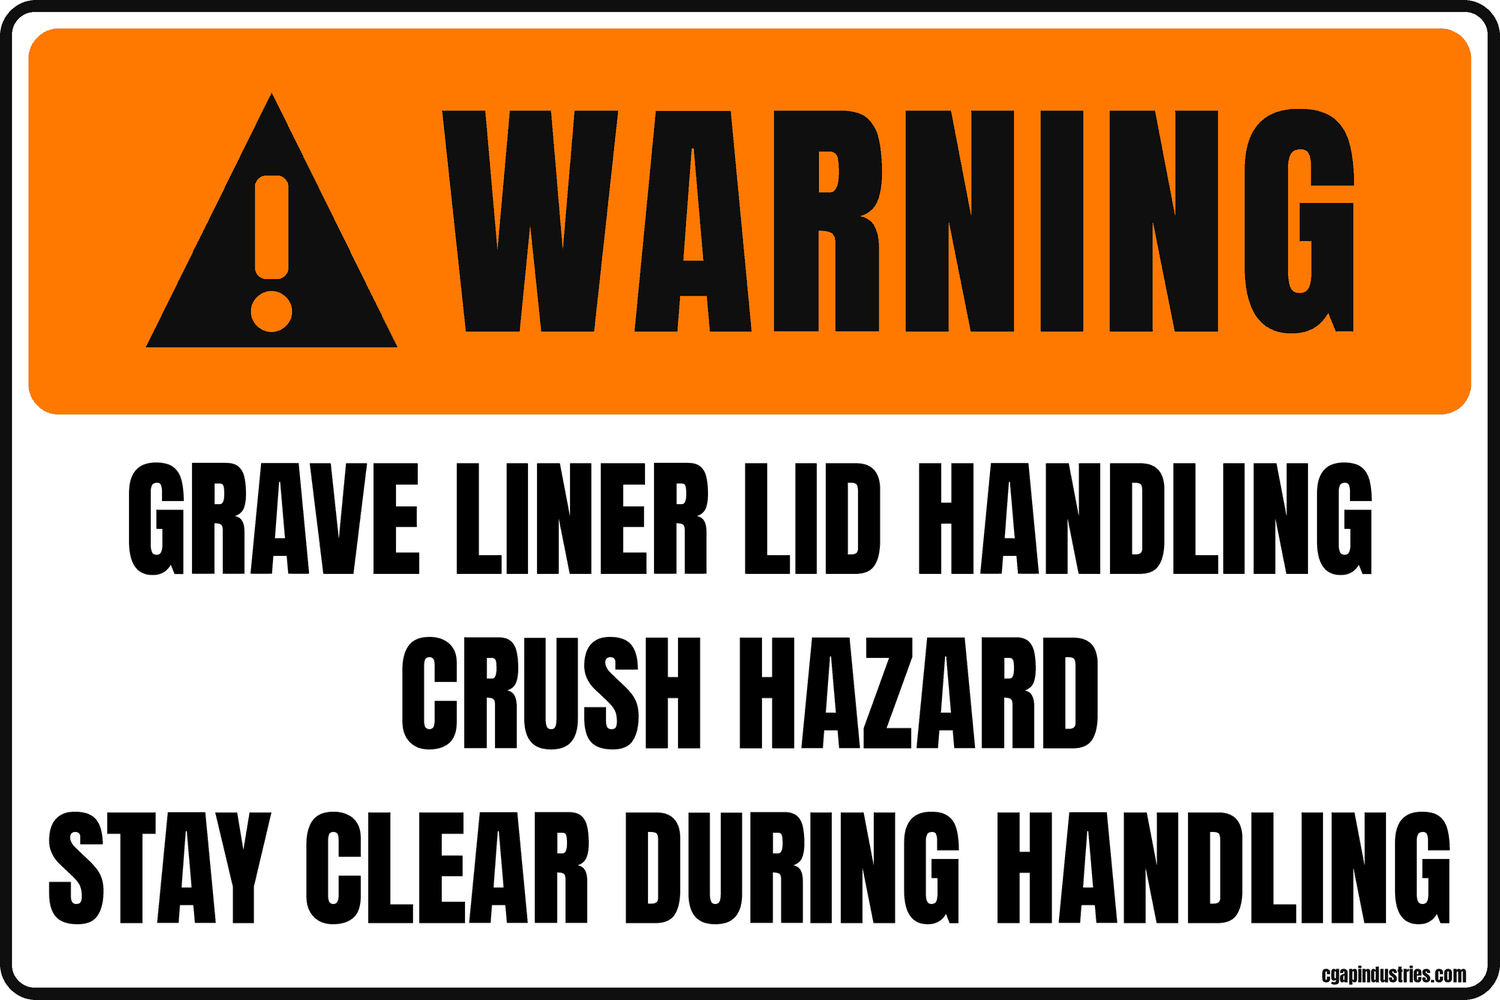 WARNING
GRAVE LINER LID HANDLING
CRUSH HAZARD
STAY CLEAR DURING HANDLING
cgapindustries.com